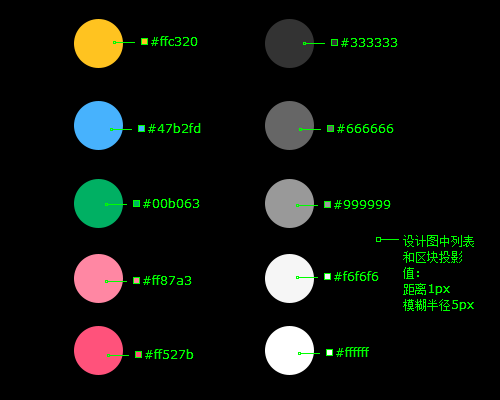 #ffc320
#333333
#47b2fd
#666666
#00b063
#999999
设计图中列表
和区块投影
值:
距离1px
模糊半径5px
#ff87a3
#f6f6f6
#ff527b
#ffffff